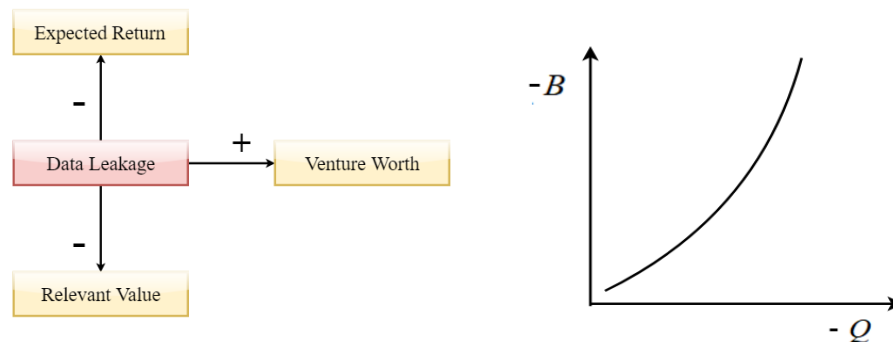 Expected Return
-
Data Leakage
+
Venture Worth
-
Relevant Value
-B
- Q